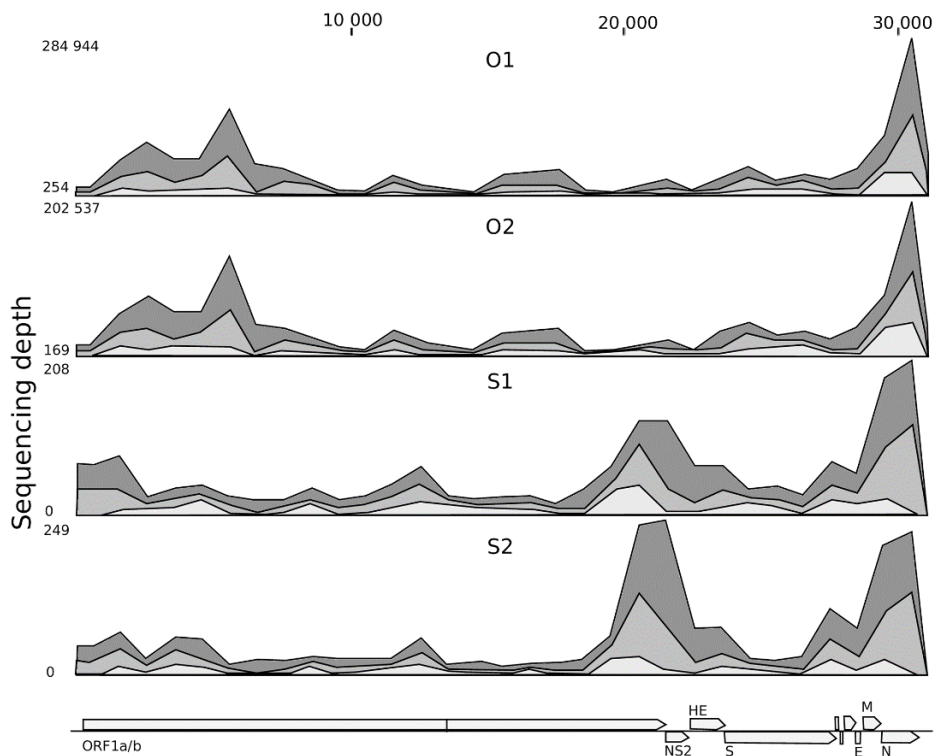 10 000
20 000
30 000
284 944
O1
254
202 537
O2
169
208
S1
0
249
S2
0
Sequencing depth
HE
M
ORF1a/b
NS2
S
E
N